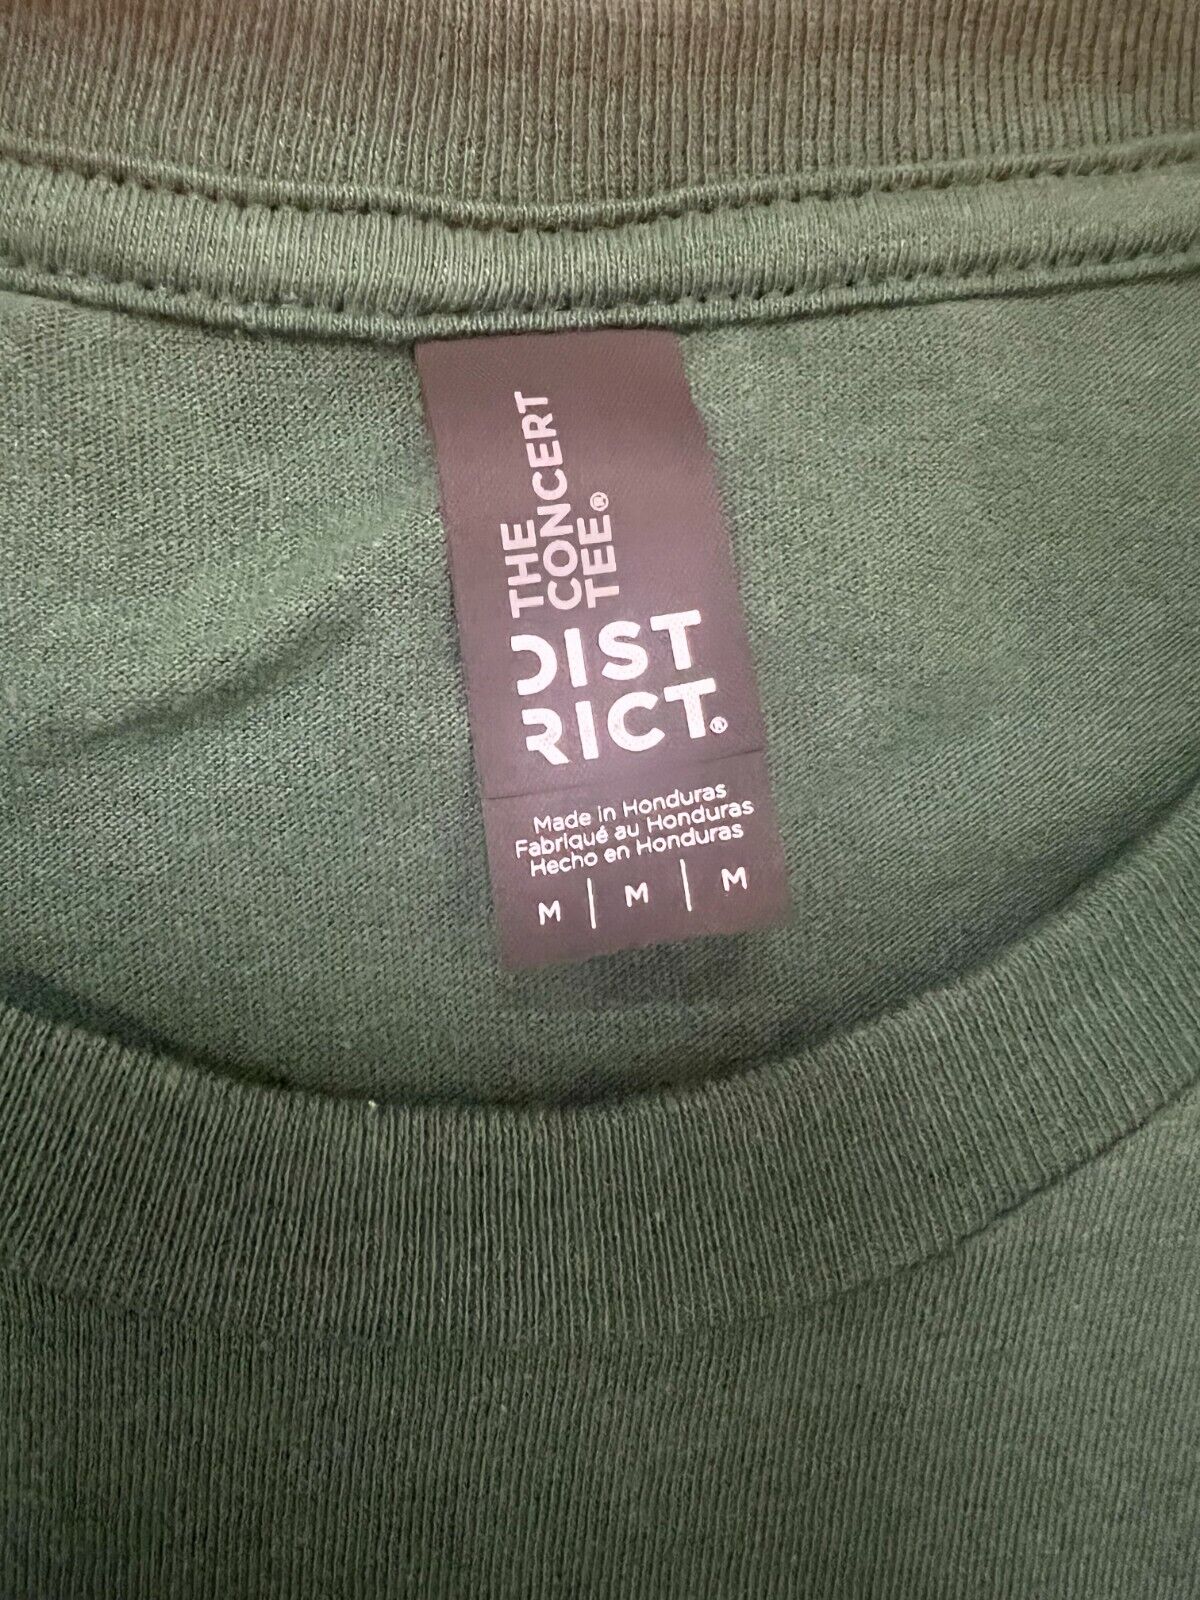 THE
CONCERT
TEE®
DIST
RICT®
Made in Honduras
Fabriqué au Honduras
Hecho en Honduras
M | M | M